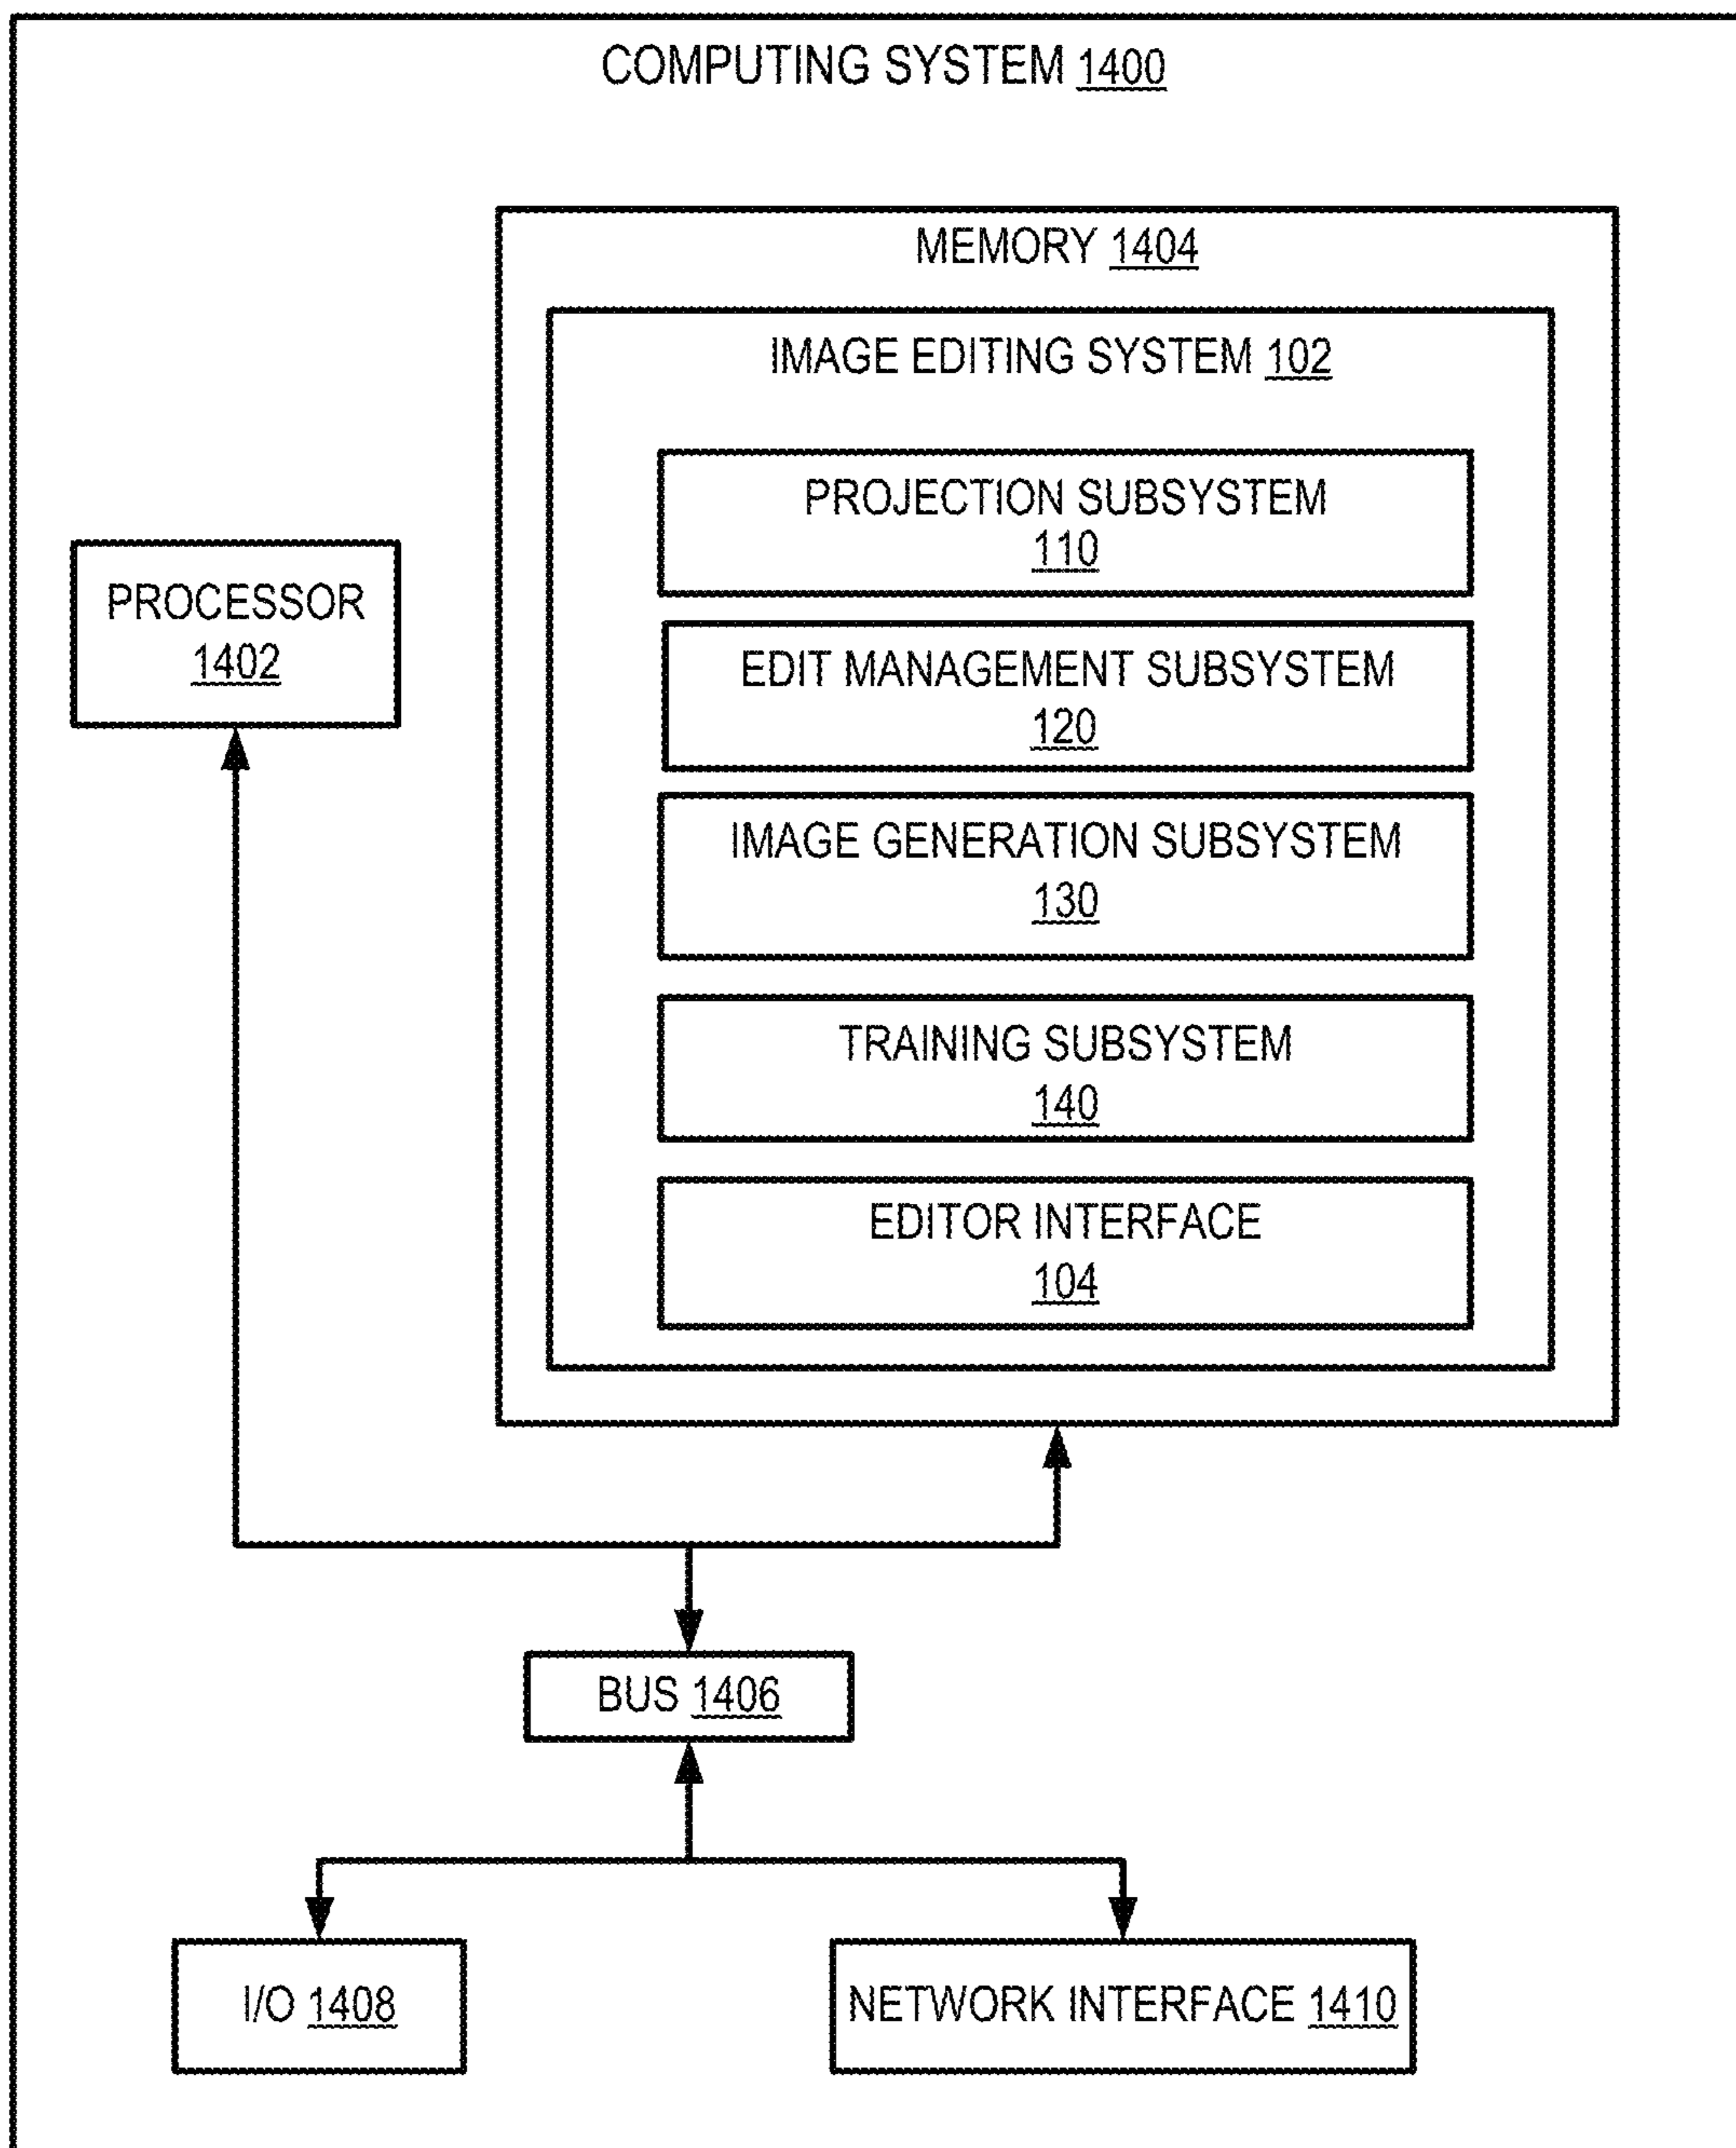 COMPUTING SYSTEM 1400
MEMORY 1404
IMAGE EDITING SYSTEM 102
PROJECTION SUBSYSTEM
110
PROCESSOR
1402
EDIT MANAGEMENT SUBSYSTEM
120
IMAGE GENERATION SUBSYSTEM
130
TRAINING SUBSYSTEM
140
EDITOR INTERFACE
104
BUS 1406
I/O 1408
NETWORK INTERFACE 1410